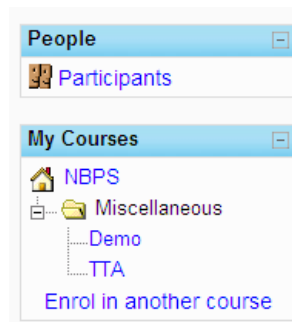 People
Participants
My Courses
NBPS
Miscellaneous
Demo
TTA
Enrol in another course